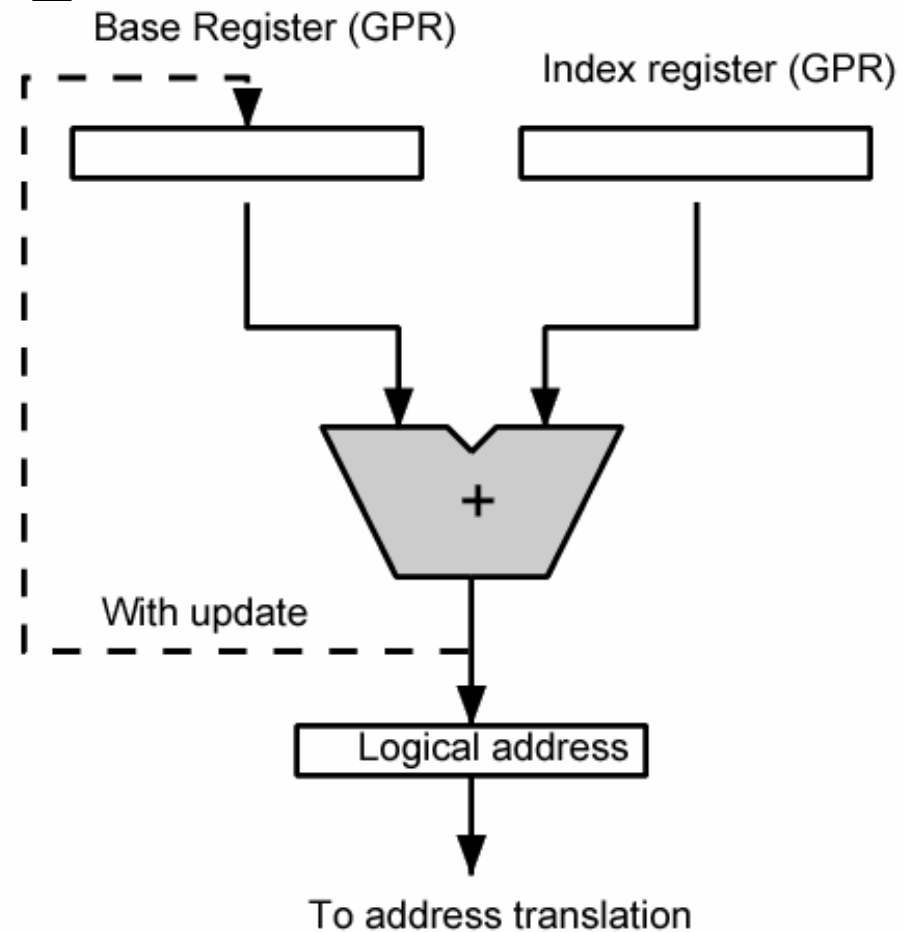 Base Register (GPR)
Index register (GPR)
+
With update
Logical address
To address translation